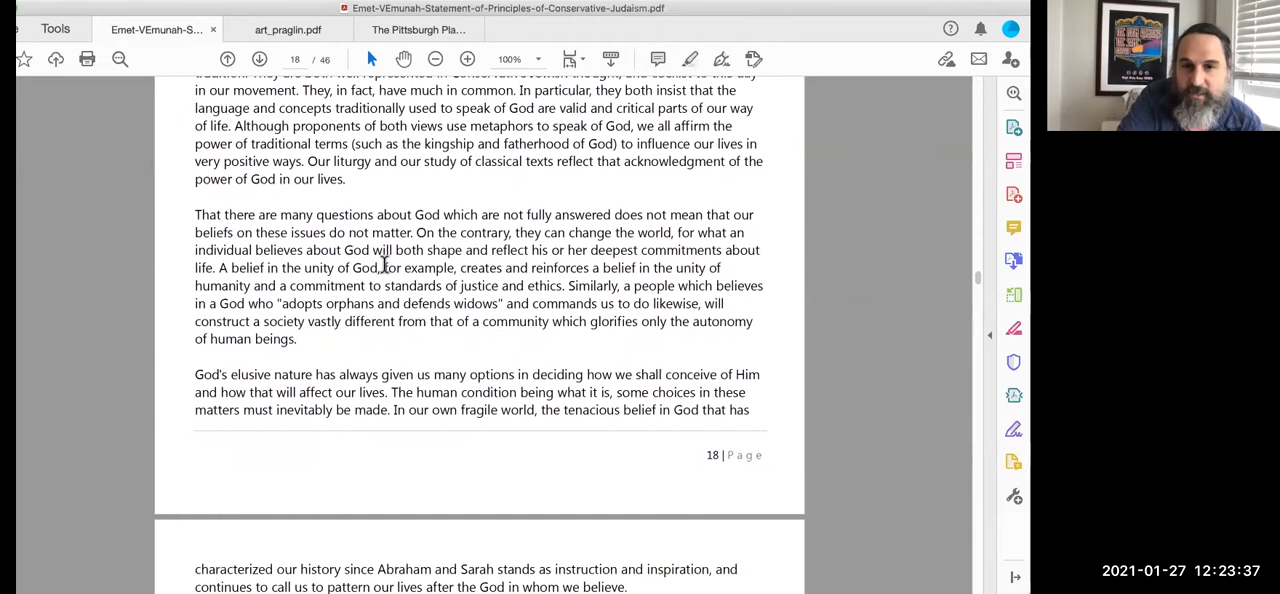 Emet-VEmunah-Statement-of-Principles-of-Conservative-Judaism.pdf
Tools
Emet-VEmunah-S... ×
art_praglin.pdf
The Pittsburgh Pla...
18 / 46
100%
in our movement. They, in fact, have much in common. In particular, they both insist that the
language and concepts traditionally used to speak of God are valid and critical parts of our way
of life. Although proponents of both views use metaphors to speak of God, we all affirm the
power of traditional terms (such as the kingship and fatherhood of God) to influence our lives in
very positive ways. Our liturgy and our study of classical texts reflect that acknowledgment of the
power of God in our lives.
That there are many questions about God which are not fully answered does not mean that our
beliefs on these issues do not matter. On the contrary, they can change the world, for what an
individual believes about God will both shape and reflect his or her deepest commitments about
life. A belief in the unity of God, for example, creates and reinforces a belief in the unity of
humanity and a commitment to standards of justice and ethics. Similarly, a people which believes
in a God who "adopts orphans and defends widows" and commands us to do likewise, will
construct a society vastly different from that of a community which glorifies only the autonomy
of human beings.
God's elusive nature has always given us many options in deciding how we shall conceive of Him
and how that will affect our lives. The human condition being what it is, some choices in these
matters must inevitably be made. In our own fragile world, the tenacious belief in God that has
18 | Page
characterized our history since Abraham and Sarah stands as instruction and inspiration, and
continues to call us to pattern our lives after the God in whom we believe.
2021-01-27 12:23:37